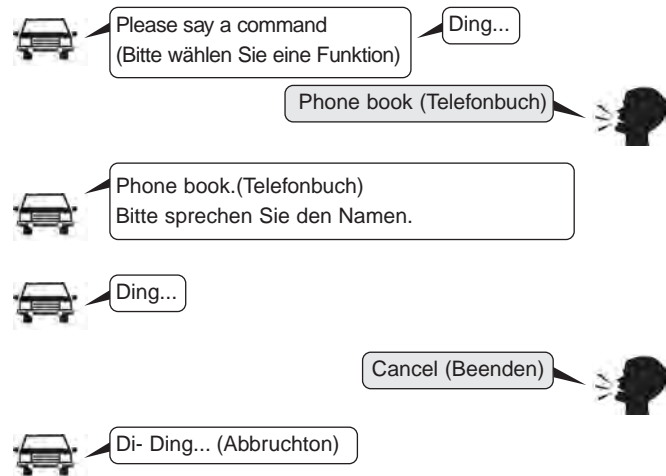 Please say a command
(Bitte wählen Sie eine Funktion)
Ding...
Phone book (Telefonbuch)
Phone book.(Telefonbuch)
Bitte sprechen Sie den Namen.
Ding...
Cancel (Beenden)
Di- Ding... (Abbruchton)